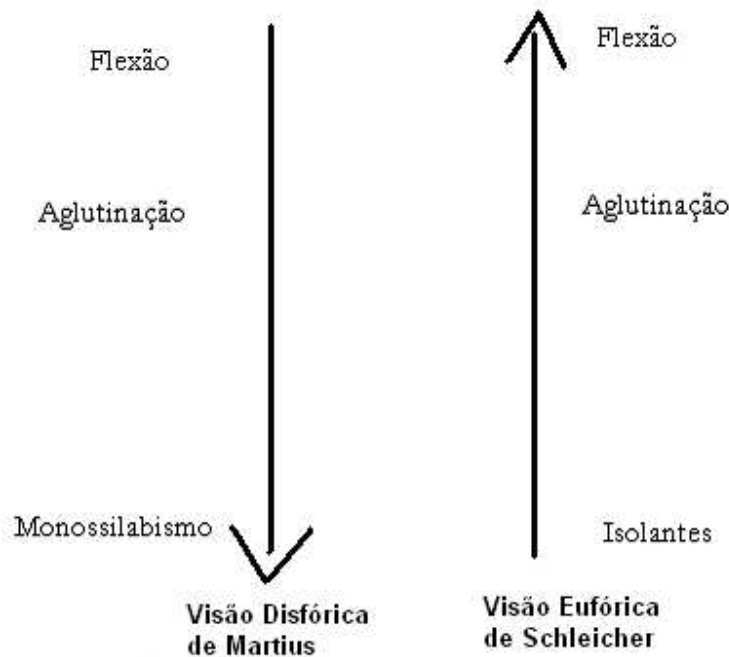 Flexão
Aglutinação
Monossilabismo
Visão Disfórica
de Martius
Flexão
Aglutinação
Isolantes
Visão Eufórica
de Schleicher